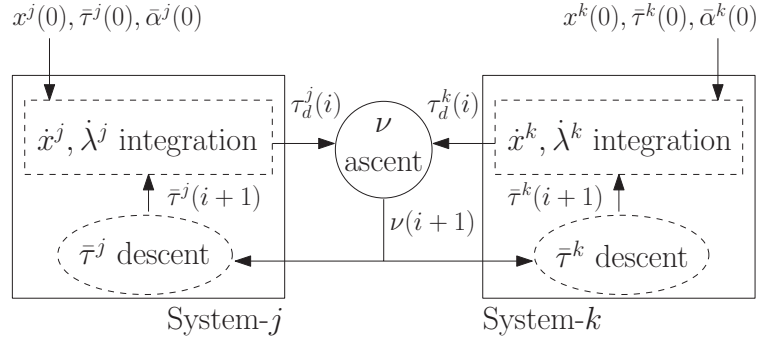 x^j(0), τ̄^j(0), ᾱ^j(0)
x^k(0), τ̄^k(0), ᾱ^k(0)
τ_d^j(i)
τ_d^k(i)
ẋ^j, λ̇^j integration
ν
ascent
ẋ^k, λ̇^k integration
τ̄^j(i + 1)
ν(i + 1)
τ̄^k(i + 1)
τ̄^j descent
τ̄^k descent
System-j
System-k